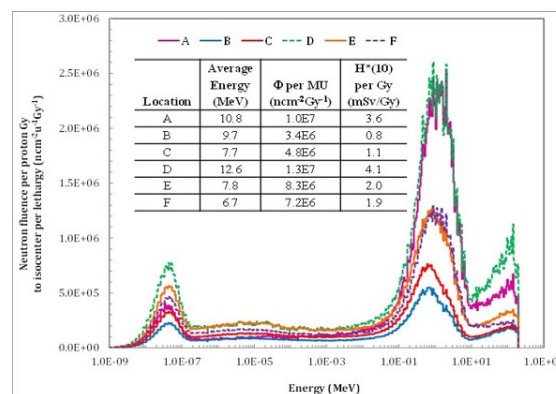 3.0E+06
2.5E+06
2.0E+06
1.5E+06
1.0E+06
5.0E+05
0.0E+00
Neutron fluence per proton Gy
to isocenter per lethargy (ncm-2u-1Gy-1)
A B C D E F
Location Average Energy (MeV) Φ per MU (ncm-2Gy-1) H*(10) per Gy (mSv/Gy)
A 10.8 1.0E7 3.6
B 9.7 3.4E6 0.8
C 7.7 4.8E6 1.1
D 12.6 1.3E7 4.1
E 7.8 8.3E6 2.0
F 6.7 7.2E6 1.9
1.0E-09 1.0E-07 1.0E-05 1.0E-03 1.0E-01 1.0E+01
Energy (MeV)